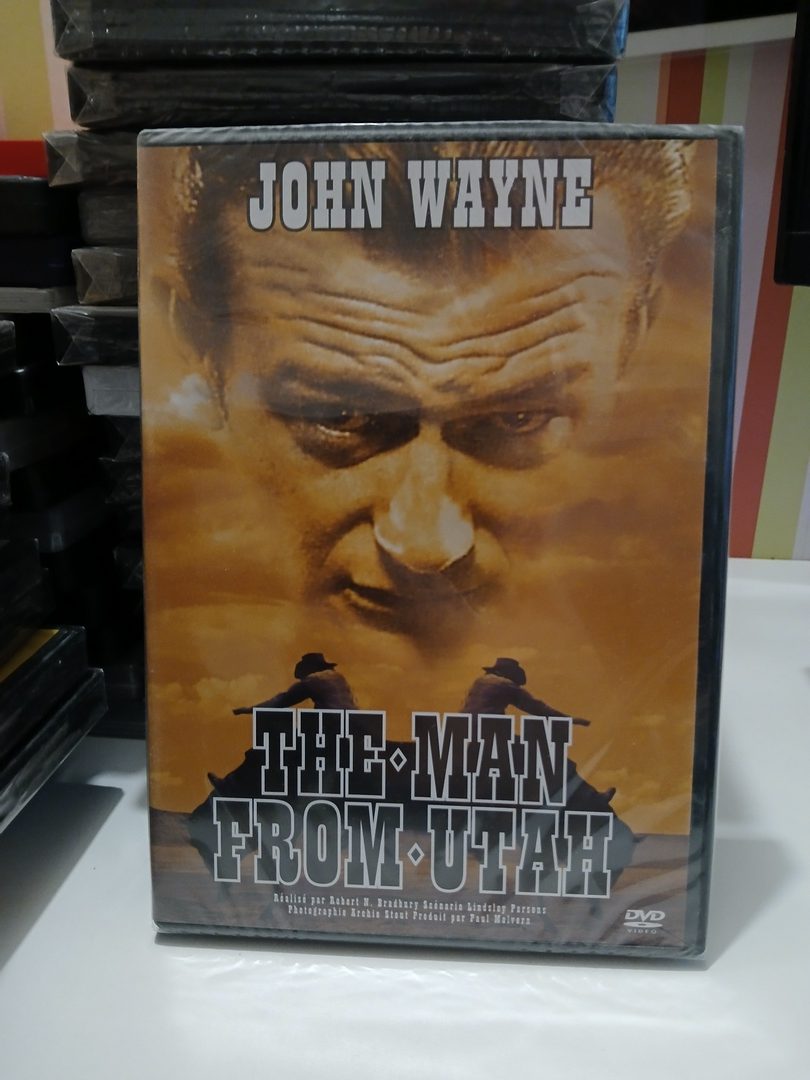 JOHN WAYNE
THE◇MAN
FROM◇UTAH
Réalisé par Robert N. Bradbury Scénario Lindsley Parsons
Photographie Archie Stout Produit par Paul Malvern
DVD
VIDEO